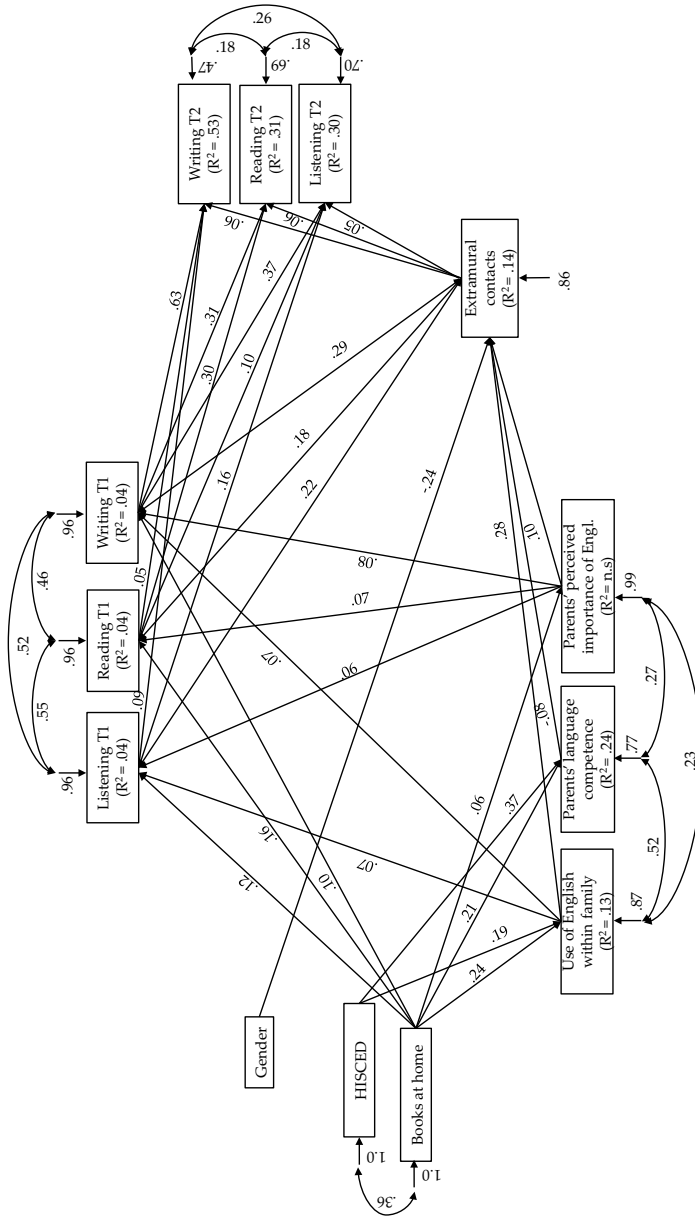 .26
.18
.18
.47
.69
.70
Writing T2
(R² = .53)
Reading T2
(R² = .31)
Listening T2
(R² = .30)
.06
.06
.05
.63
.31
.37
.30
.10
.16
.29
.18
.22
-.24
Extramural
contacts
(R² = .14)
.86
.52
.46
.55
.96
.96
.96
Writing T1
(R² = .04)
Reading T1
(R² = .04)
Listening T1
(R² = .04)
.05
.09
.08
.07
.06
.07
.07
.28
.10
-.08
Parents' perceived
importance of Engl.
(R² = n.s)
Parents' language
competence
(R² = .24)
Use of English
within family
(R² = .13)
.99
.77
.87
.27
.52
.23
.12
.16
.10
.06
.37
.21
.19
.24
Gender
HISCED
Books at home
1.0
1.0
.36